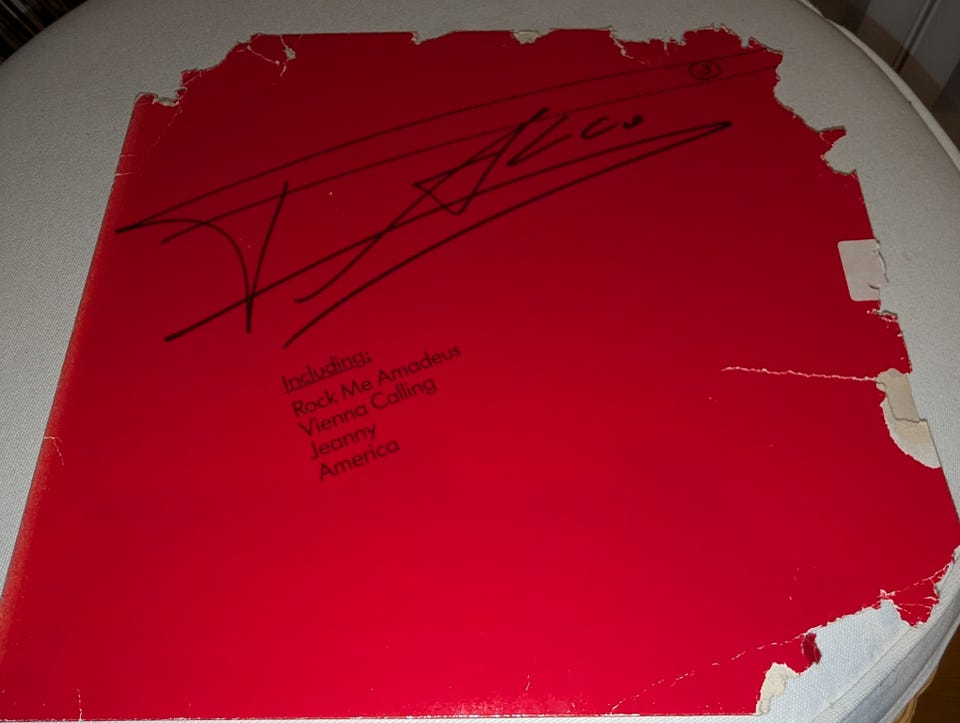 3
Falco
Including:
Rock Me Amadeus
Vienna Calling
Jeanny
America